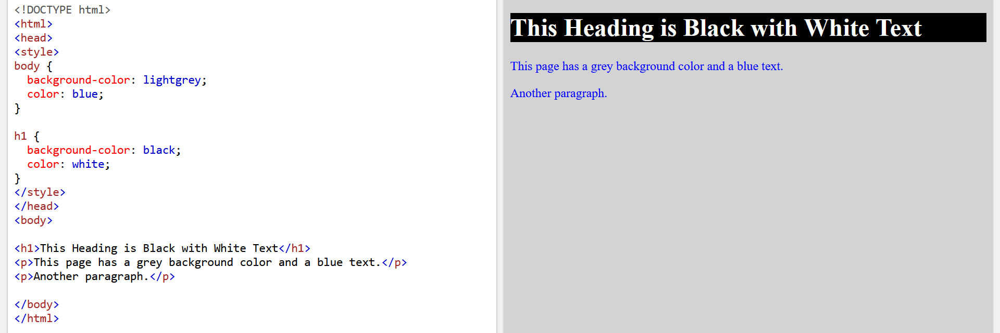 <!DOCTYPE html>
<html>
<head>
<style>
body {
  background-color: lightgrey;
  color: blue;
}

h1 {
  background-color: black;
  color: white;
}
</style>
</head>
<body>

<h1>This Heading is Black with White Text</h1>
<p>This page has a grey background color and a blue text.</p>
<p>Another paragraph.</p>

</body>
</html>
This Heading is Black with White Text
This page has a grey background color and a blue text.
Another paragraph.